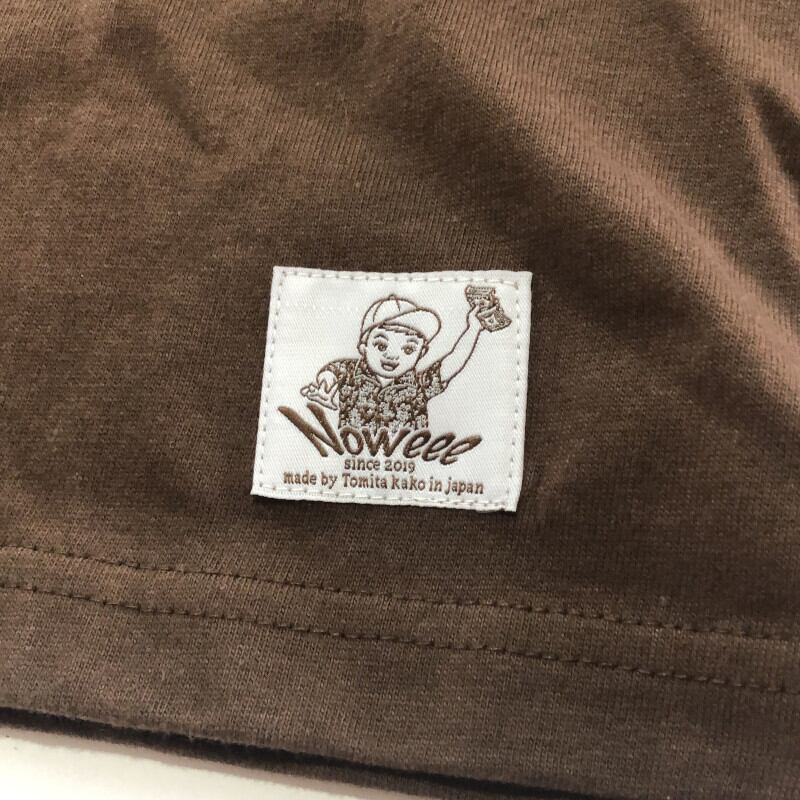 Noweee
since 2019
made by Tomita kako in japan